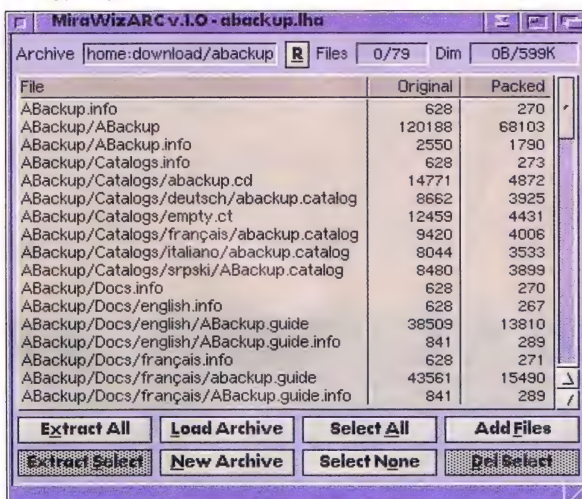 MiraWizARC v.1.0 - abackup.lha
Archive home:download/abackup R Files 0/79 Dim 0B/599K
File Original Packed
ABackup.info 628 270
ABackup/ABackup 120188 68103
ABackup/ABackup.info 2550 1790
ABackup/Catalogs.info 628 273
ABackup/Catalogs/abackup.cd 14771 4872
ABackup/Catalogs/deutsch/abackup.catalog 8662 3925
ABackup/Catalogs/empty.ct 12459 4431
ABackup/Catalogs/français/abackup.catalog 9420 4006
ABackup/Catalogs/italiano/abackup.catalog 8044 3533
ABackup/Catalogs/srpski/ABackup.catalog 8480 3899
ABackup/Docs.info 628 270
ABackup/Docs/english.info 628 267
ABackup/Docs/english/ABackup.guide 38509 13810
ABackup/Docs/english/ABackup.guide.info 841 289
ABackup/Docs/français.info 628 271
ABackup/Docs/français/abackup.guide 43561 15490
ABackup/Docs/français/ABackup.guide.info 841 289
Extract All Load Archive Select All Add Files
Extract Select New Archive Select None Del Select